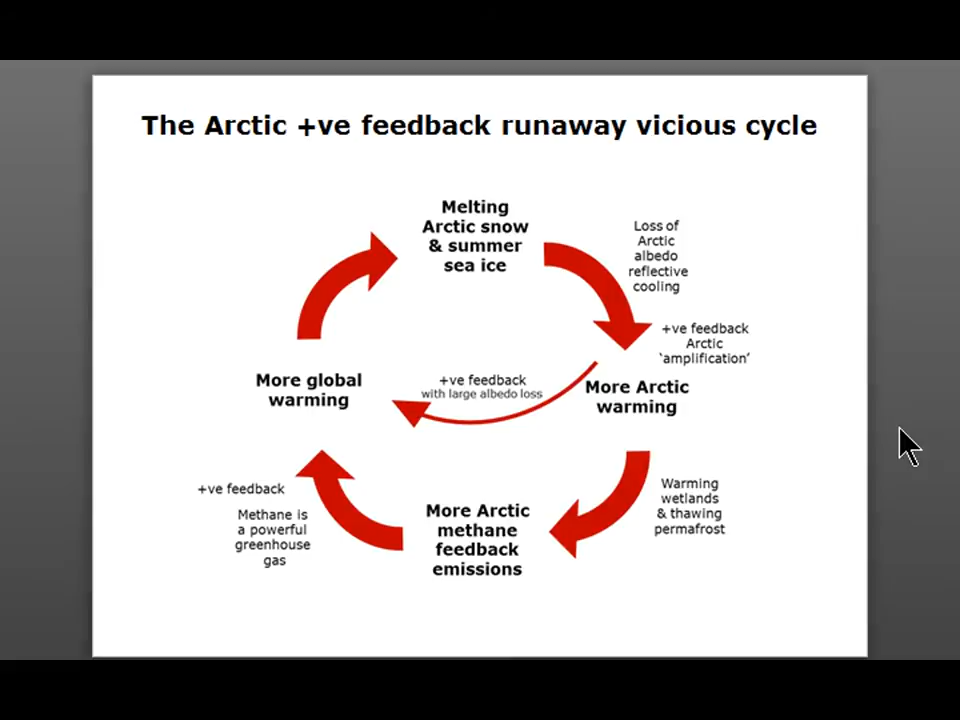 The Arctic +ve feedback runaway vicious cycle
Melting
Arctic snow
& summer
sea ice
Loss of
Arctic
albedo
reflective
cooling
+ve feedback
Arctic
‘amplification’
More Arctic
warming
+ve feedback
with large albedo loss
Warming
wetlands
& thawing
permafrost
More Arctic
methane
feedback
emissions
+ve feedback
Methane is
a powerful
greenhouse
gas
More global
warming